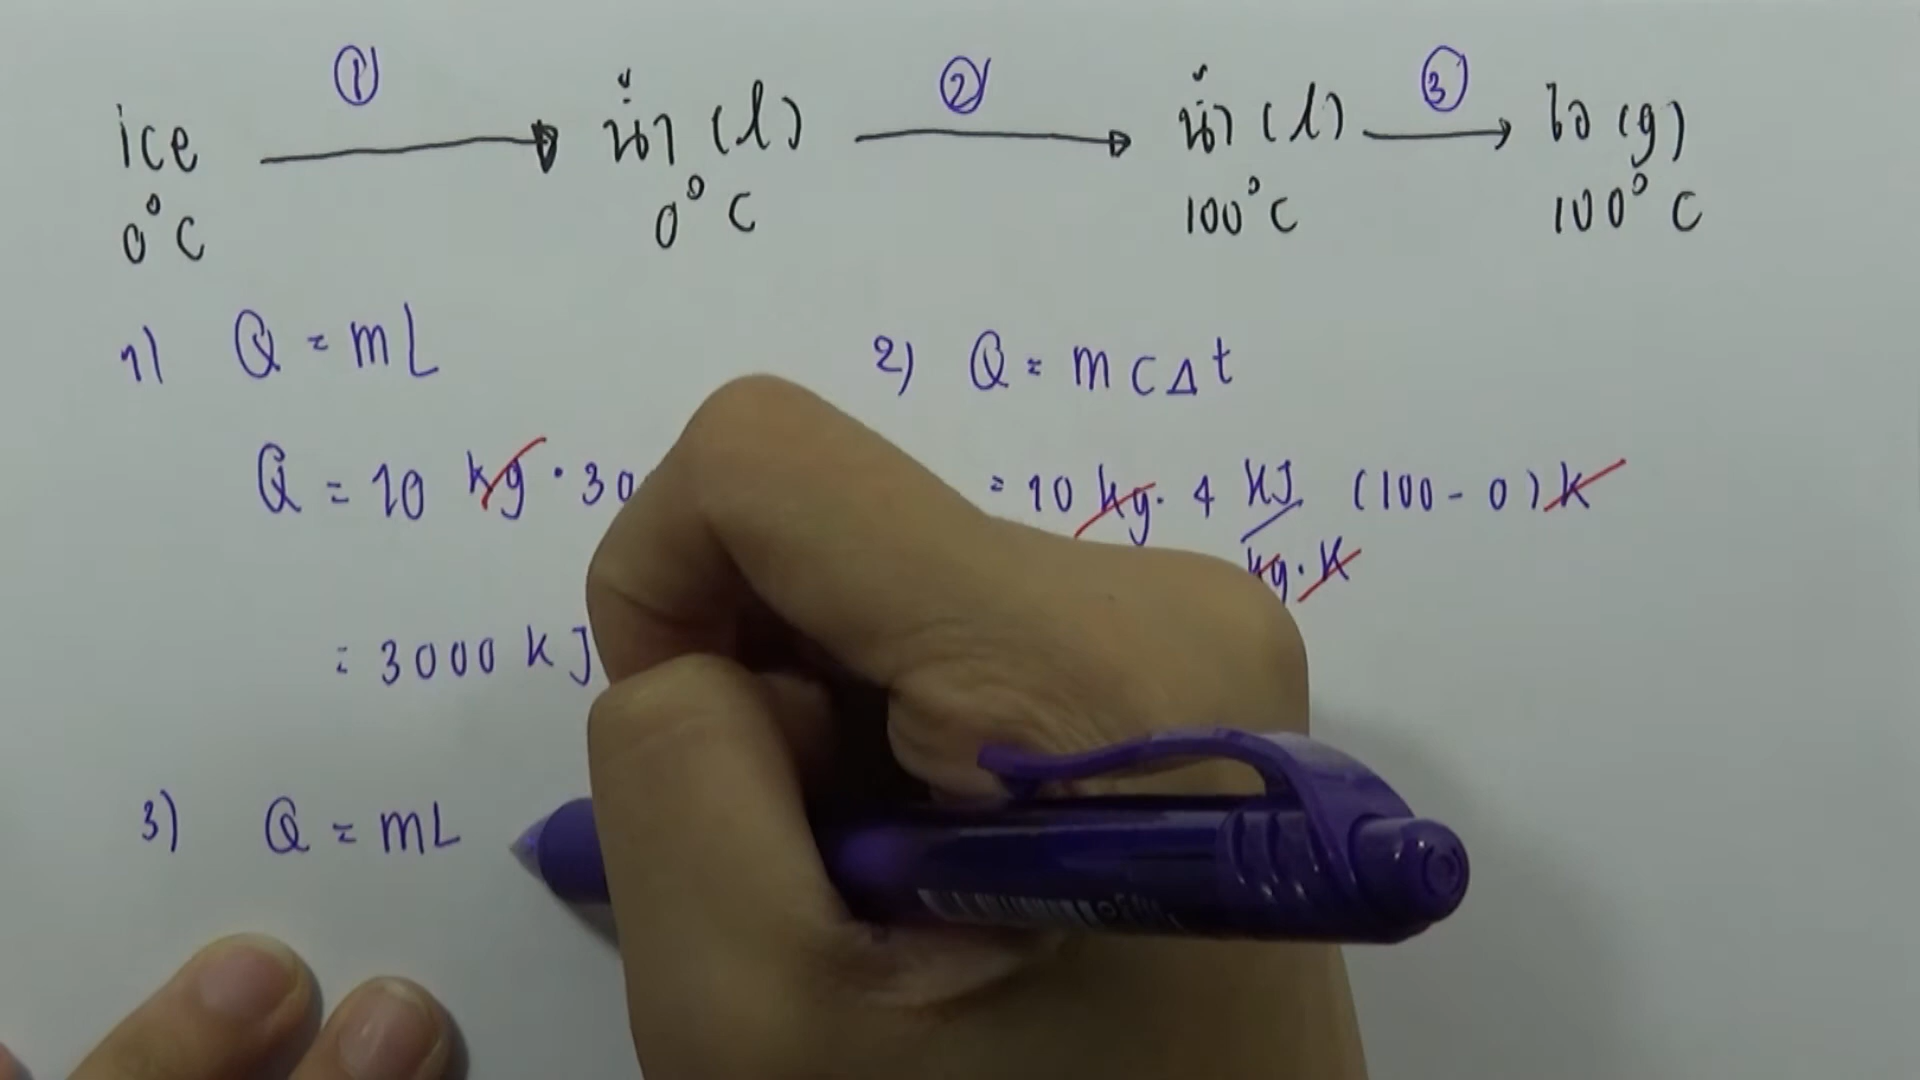 ① ② ③
ice น้ำ (l) น้ำ (l) ไอ (g)
0°C 0°C 100°C 100°C
1) Q = mL
Q = 10 kg · 30
= 3000 kJ
2) Q = mcΔt
= 10 kg · 4 kJ (100 - 0) K
kg · K
3) Q = mL